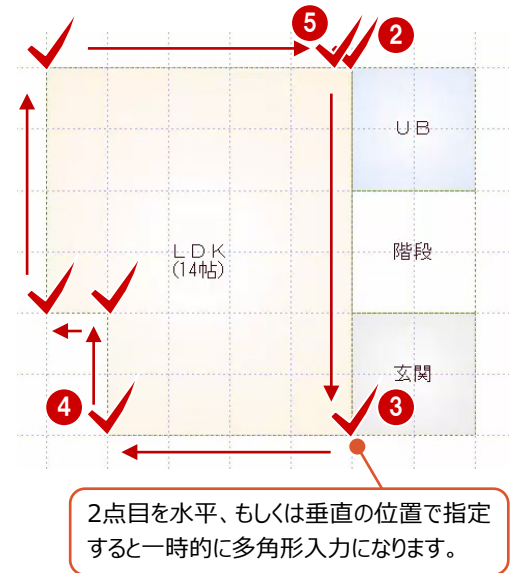 5
2
UB
LDK
(14帖)
階段
玄関
4
3
2点目を水平、もしくは垂直の位置で指定
すると一時的に多角形入力になります。